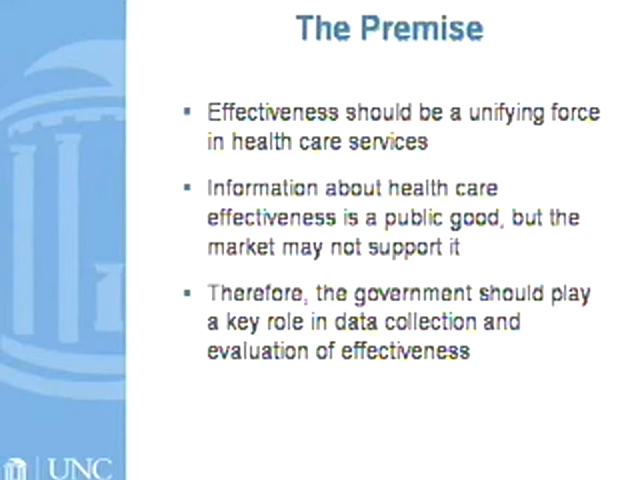 The Premise
Effectiveness should be a unifying force
in health care services
Information about health care
effectiveness is a public good, but the
market may not support it
Therefore, the government should play
a key role in data collection and
evaluation of effectiveness
UNC